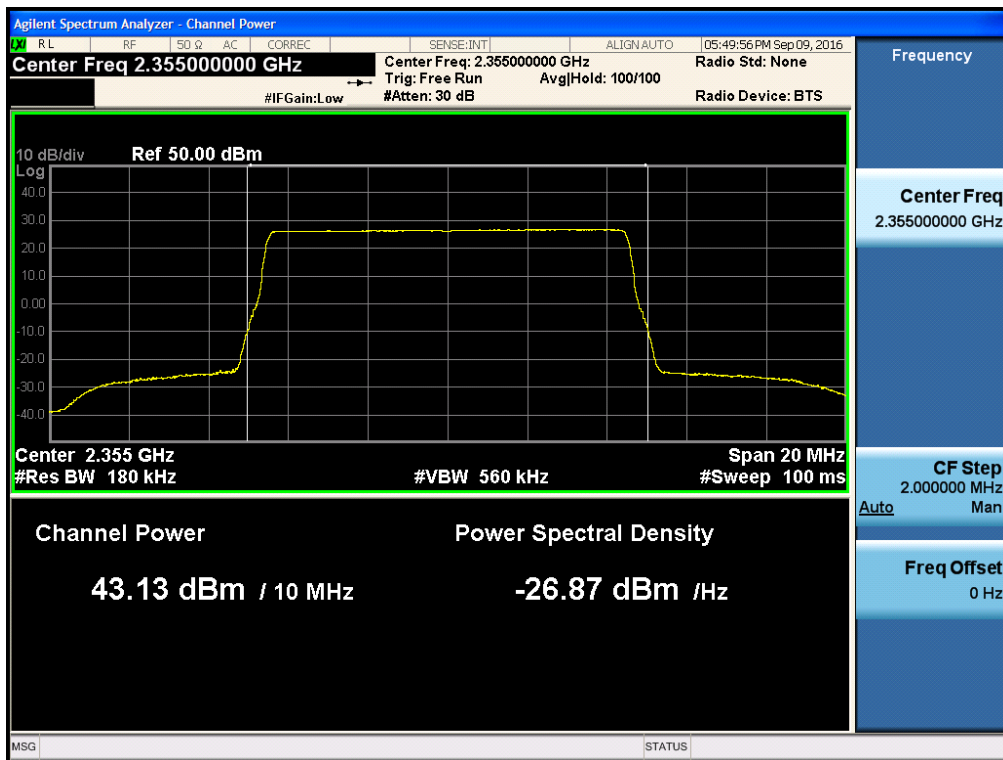 Agilent Spectrum Analyzer - Channel Power
LXI RL RF 50 Ω AC CORREC SENSE:INT ALIGN AUTO 05:49:56 PM Sep 09, 2016
Center Freq 2.355000000 GHz
Center Freq: 2.355000000 GHz Radio Std: None
Trig: Free Run Avg|Hold: 100/100
#IFGain:Low #Atten: 30 dB Radio Device: BTS
10 dB/div Ref 50.00 dBm
Log
40.0
30.0
20.0
10.0
0.00
-10.0
-20.0
-30.0
-40.0
Center 2.355 GHz Span 20 MHz
#Res BW 180 kHz #VBW 560 kHz #Sweep 100 ms
Channel Power Power Spectral Density
43.13 dBm / 10 MHz -26.87 dBm /Hz
Frequency
Center Freq
2.355000000 GHz
CF Step
2.000000 MHz
Auto Man
Freq Offset
0 Hz
MSG STATUS